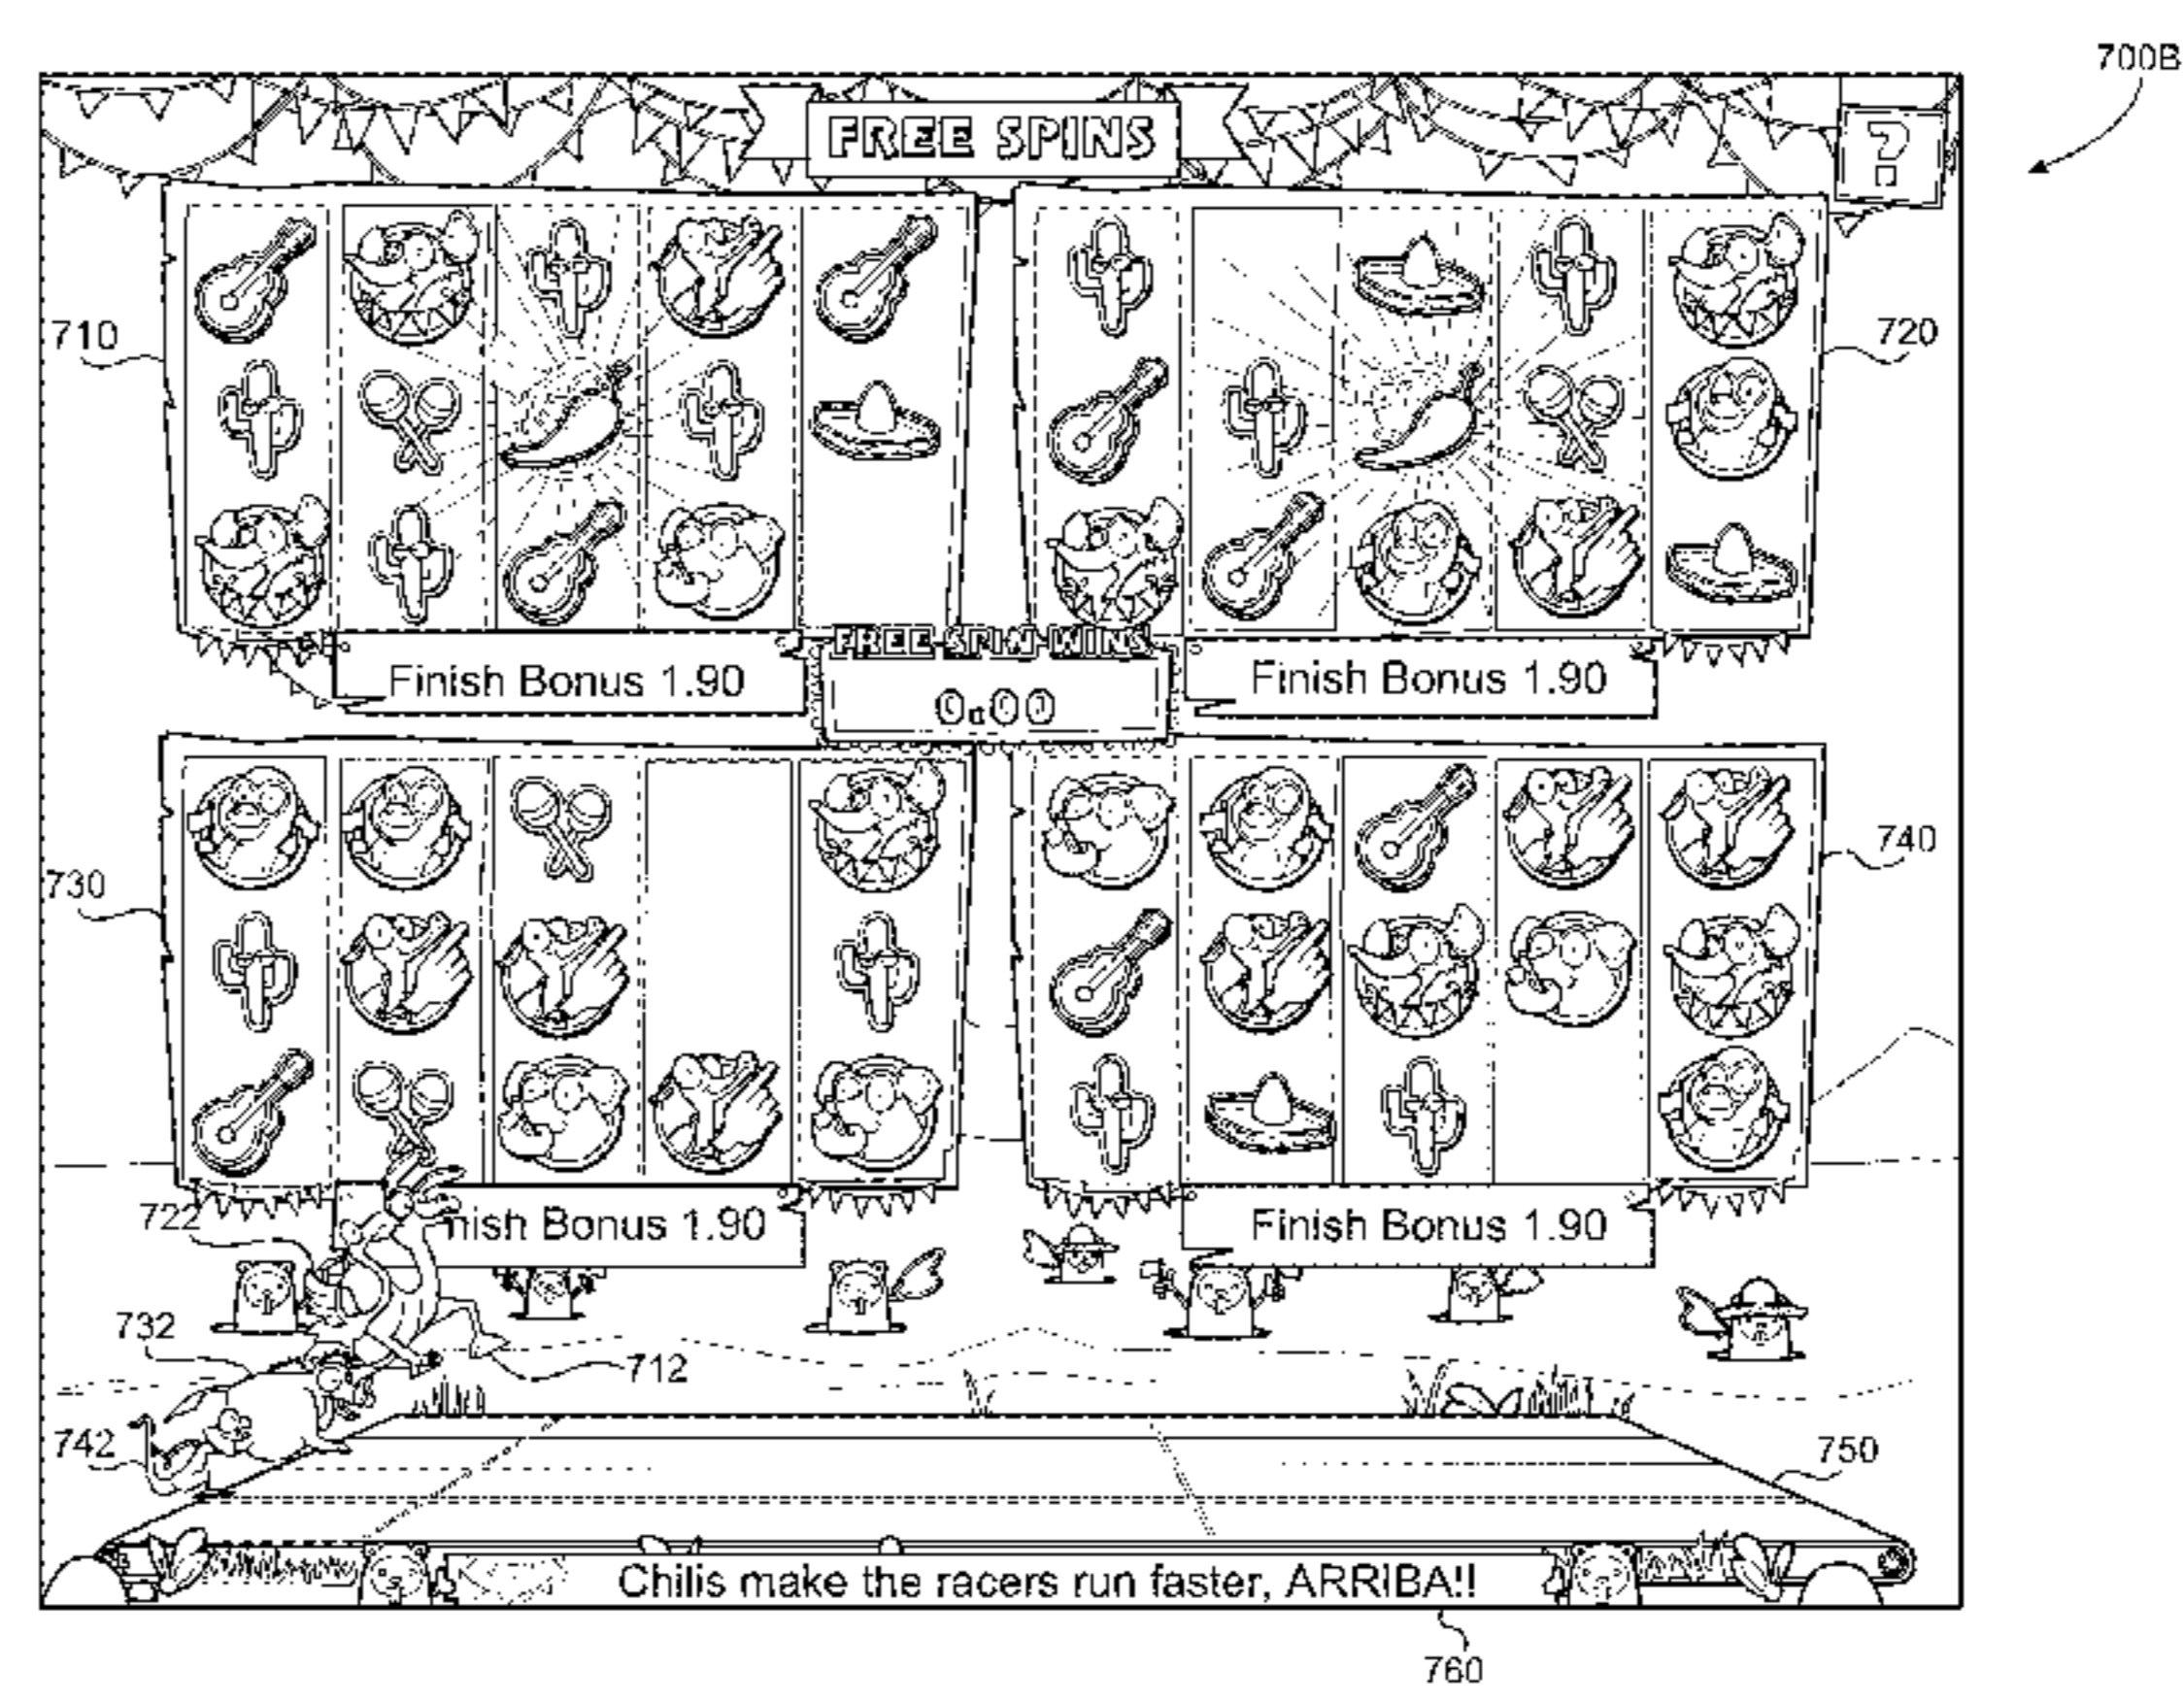 700B
FREE SPINS
?
710
720
Finish Bonus 1.90
FREE SPIN WINS
0.00
Finish Bonus 1.90
730
740
722
nish Bonus 1.90
Finish Bonus 1.90
732
712
742
750
Chilis make the racers run faster, ARRIBA!!
760